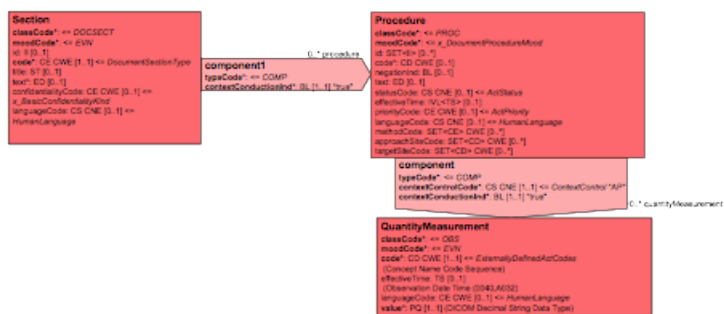 Section
classCode*: <= DOCSECT
moodCode*: <= EVN
id: II [0..1]
code*: CE CWE [1..1] <= DocumentSectionType
title: ST [0..1]
text*: ED [0..1]
confidentialityCode: CE CWE [0..1] <=
x_BasicConfidentialityKind
languageCode: CS CNE [0..1] <=
HumanLanguage
0..* procedure
component1
typeCode*: <= COMP
contextConductionInd*: BL [1..1] "true"
Procedure
classCode*: <= PROC
moodCode*: <= x_DocumentProcedureMood
id: SET<II> [0..*]
code*: CD CWE [0..1]
negationInd: BL [0..1]
text: ED [0..1]
statusCode: CS CNE [0..1] <= ActStatus
effectiveTime: IVL<TS> [0..1]
priorityCode: CE CWE [0..1] <= ActPriority
languageCode: CS CNE [0..1] <= HumanLanguage
methodCode: SET<CE> CWE [0..*]
approachSiteCode: SET<CD> CWE [0..*]
targetSiteCode: SET<CD> CWE [0..*]
component
typeCode*: <= COMP
contextControlCode*: CS CNE [1..1] <= ContextControl "AP"
contextConductionInd*: BL [1..1] "true"
0..* quantityMeasurement
QuantityMeasurement
classCode*: <= OBS
moodCode*: <= EVN
code*: CD CWE [1..1] <= ExternallyDefinedActCodes
(Concept Name Code Sequence)
effectiveTime: TS [0..1]
(Observation Date Time (0040,A032)
languageCode: CE CWE [0..1] <= HumanLanguage
value*: PQ [1..1] (DICOM Decimal String Data Type)